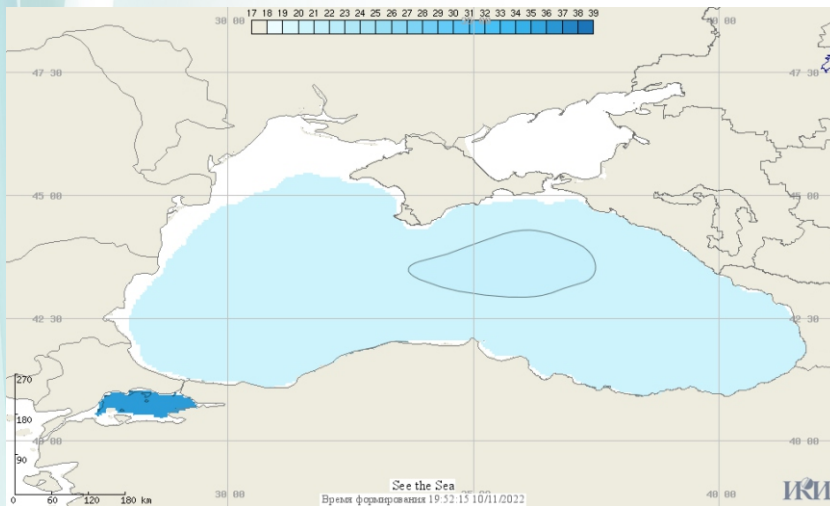 17 18 19 20 21 22 23 24 25 26 27 28 29 30 31 32 33 34 35 36 37 38 39
30 00 40 00
47 30 47 30
45 00 45 00
42 30 42 30
270
180
90
40 00 40 00
0 60 120 180 km
30 00 See the Sea 40 00
Время формирования 19:52:15 10/11/2022
ИКИ